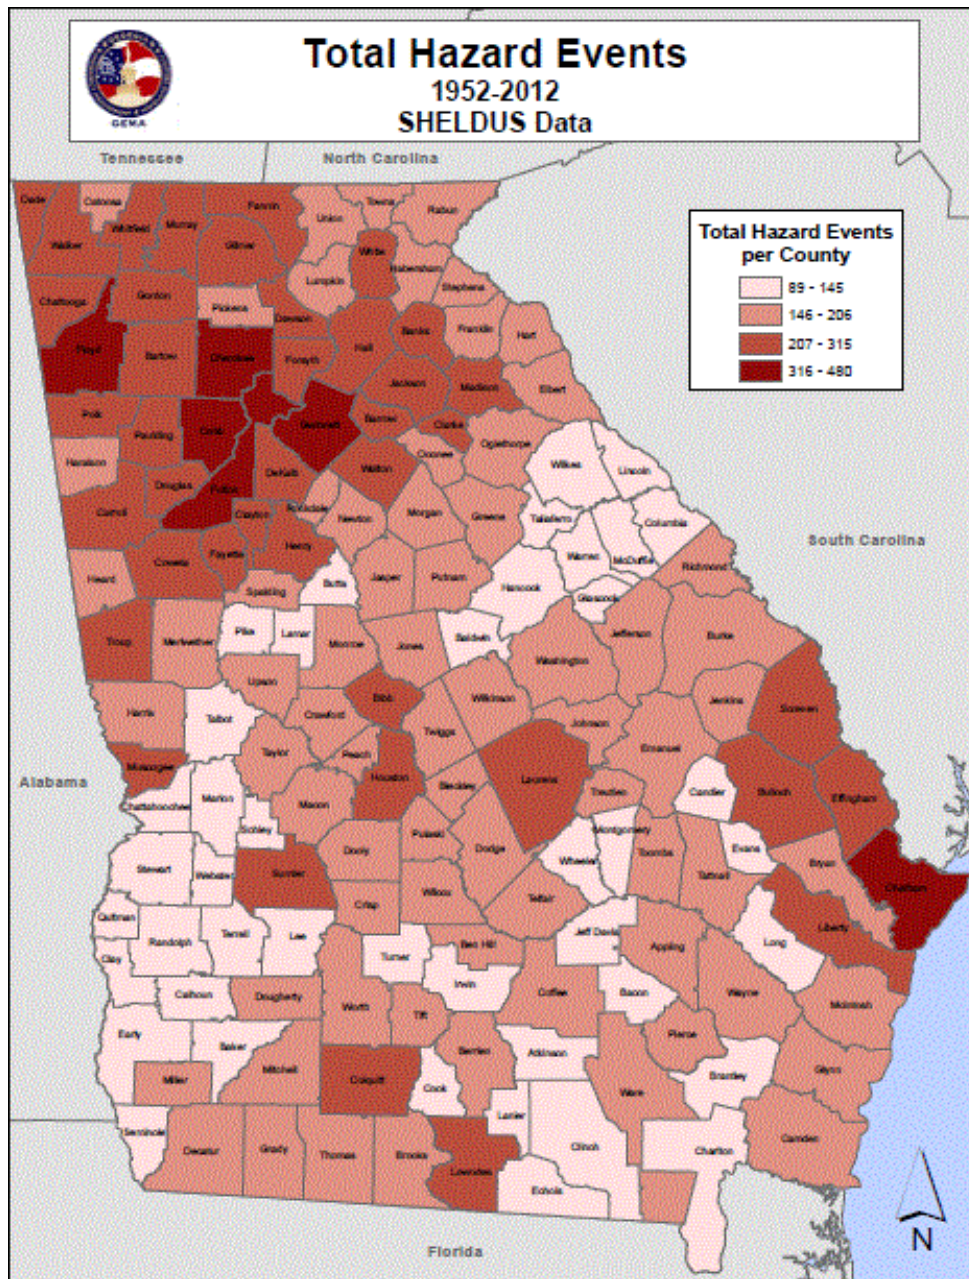 Total Hazard Events
1952-2012
SHELDUS Data
GEMA
Tennessee
North Carolina
Total Hazard Events
per County
89 - 145
146 - 206
207 - 315
316 - 480
Dade
Catoosa
Fannin
Union
Towns
Rabun
Walker
Whitfield
Murray
Gilmer
White
Lumpkin
Habersham
Stephens
Chattooga
Gordon
Pickens
Dawson
Franklin
Hart
Floyd
Bartow
Cherokee
Forsyth
Hall
Banks
Jackson
Madison
Elbert
Polk
Paulding
Cobb
Gwinnett
Barrow
Clarke
Oglethorpe
Haralson
Douglas
Fulton
DeKalb
Walton
Oconee
Wilkes
Lincoln
Carroll
Clayton
Rockdale
Newton
Morgan
Greene
Taliaferro
Columbia
South Carolina
Coweta
Fayette
Henry
Warren
McDuffie
Heard
Spalding
Butts
Jasper
Putnam
Hancock
Glascock
Richmond
Troup
Meriwether
Pike
Lamar
Monroe
Jones
Baldwin
Jefferson
Burke
Washington
Upson
Bibb
Wilkinson
Jenkins
Screven
Harris
Talbot
Crawford
Twiggs
Johnson
Emanuel
Muscogee
Taylor
Peach
Houston
Bleckley
Laurens
Treutlen
Candler
Bulloch
Effingham
Alabama
Chattahoochee
Marion
Macon
Schley
Pulaski
Dodge
Montgomery
Wheeler
Toombs
Evans
Bryan
Chatham
Stewart
Webster
Sumter
Dooly
Wilcox
Telfair
Tattnall
Quitman
Randolph
Terrell
Lee
Crisp
Ben Hill
Jeff Davis
Appling
Long
Liberty
Clay
Turner
Irwin
Coffee
Bacon
Wayne
McIntosh
Calhoun
Dougherty
Worth
Tift
Early
Baker
Berrien
Atkinson
Pierce
Brantley
Glynn
Miller
Mitchell
Colquitt
Cook
Ware
Seminole
Decatur
Grady
Thomas
Brooks
Lanier
Clinch
Charlton
Camden
Lowndes
Echols
Florida
N